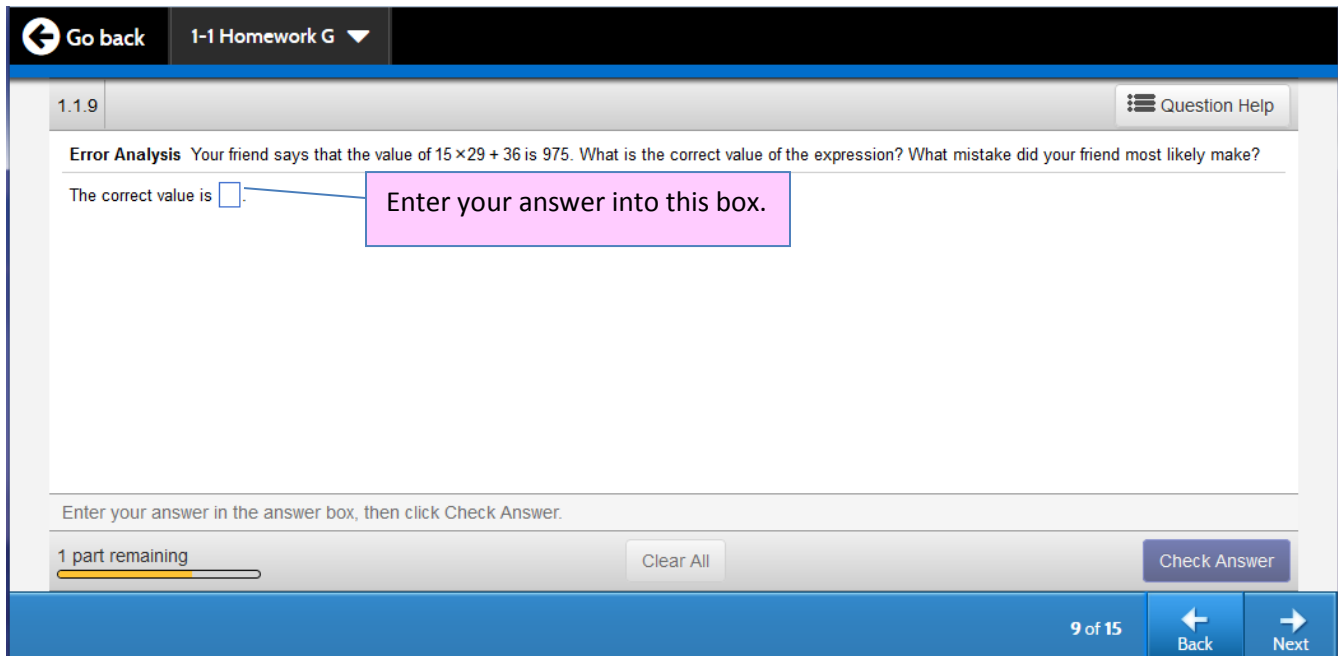 Go back 1-1 Homework G
1.1.9 Question Help
Error Analysis Your friend says that the value of 15 × 29 + 36 is 975. What is the correct value of the expression? What mistake did your friend most likely make?
The correct value is .
Enter your answer into this box.
Enter your answer in the answer box, then click Check Answer.
1 part remaining Clear All Check Answer
9 of 15 Back Next